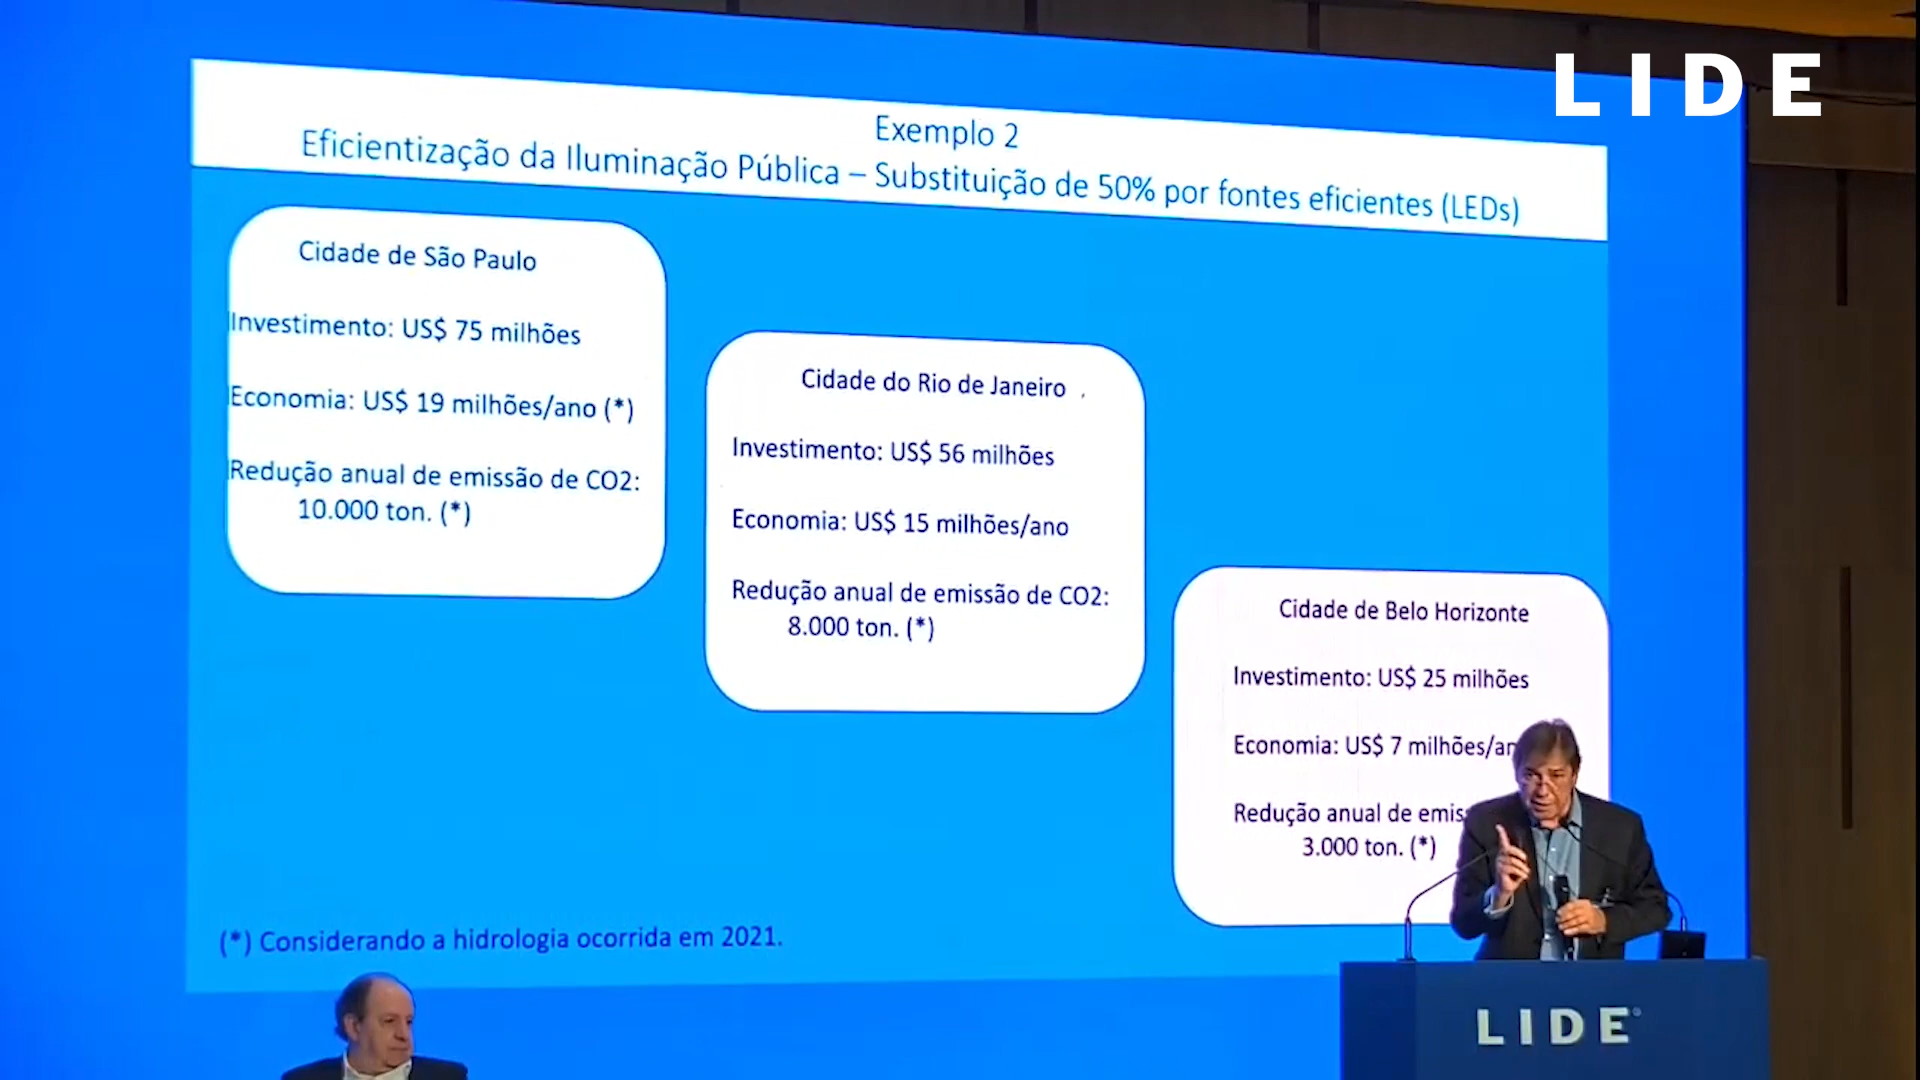 LIDE
Exemplo 2
Eficientização da Iluminação Pública – Substituição de 50% por fontes eficientes (LEDs)
Cidade de São Paulo
Investimento: US$ 75 milhões
Economia: US$ 19 milhões/ano (*)
Redução anual de emissão de CO2:
10.000 ton. (*)
Cidade do Rio de Janeiro
Investimento: US$ 56 milhões
Economia: US$ 15 milhões/ano
Redução anual de emissão de CO2:
8.000 ton. (*)
Cidade de Belo Horizonte
Investimento: US$ 25 milhões
Economia: US$ 7 milhões/an
Redução anual de emis
3.000 ton. (*)
(*) Considerando a hidrologia ocorrida em 2021.
LIDE